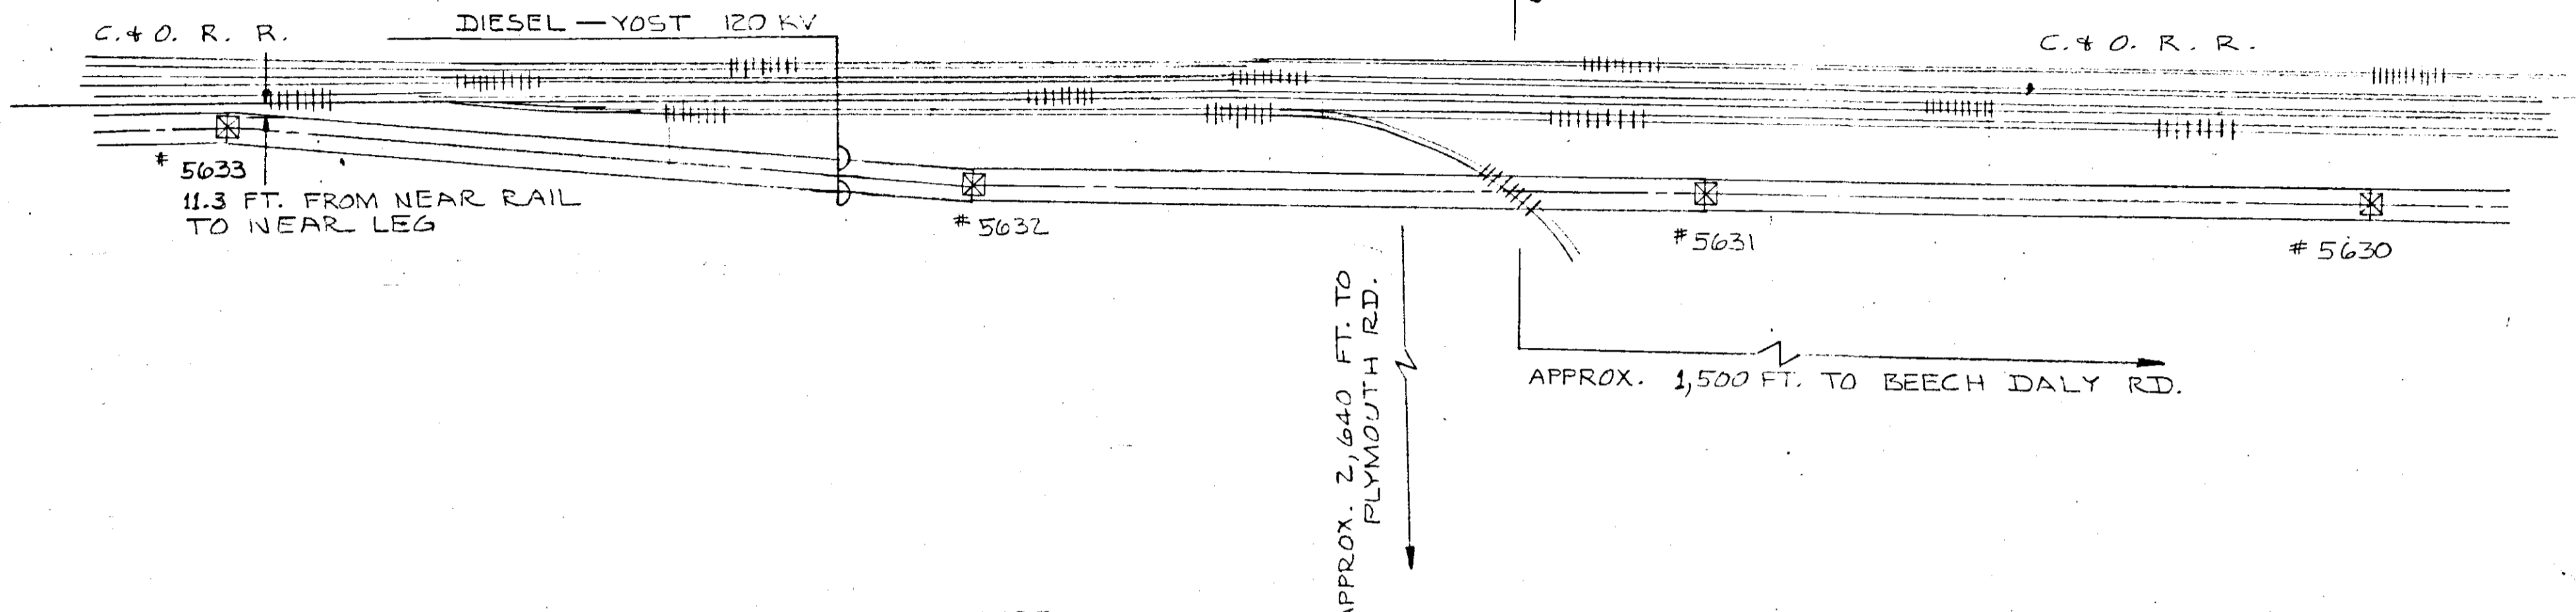 DIESEL — YOST 120 KV
C. & O. R. R.
C. & O. R. R.
# 5633
11.3 FT. FROM NEAR RAIL
TO NEAR LEG
# 5632
# 5631
# 5630
APPROX. 2,640 FT. TO
PLYMOUTH RD.
APPROX. 1,500 FT. TO BEECH DALY RD.